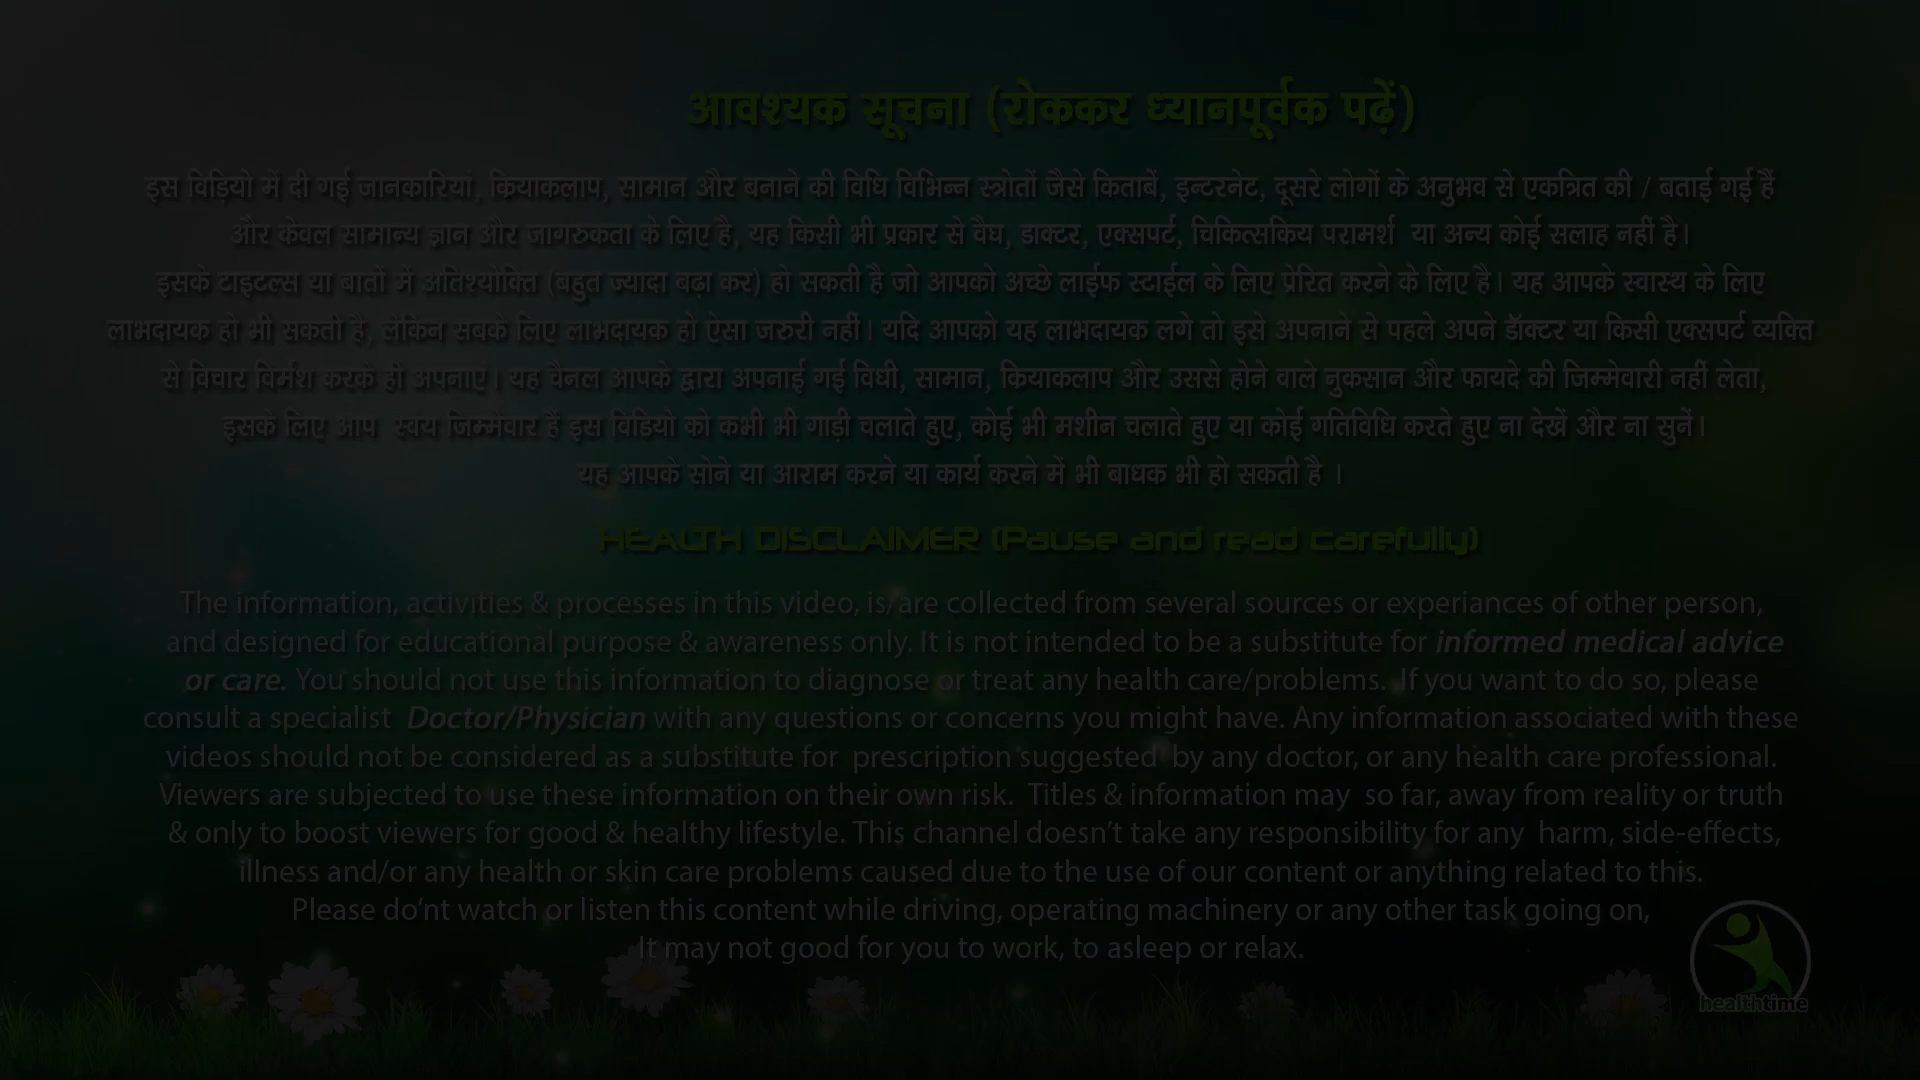 आवश्यक सूचना (रोककर ध्यानपूर्वक पढ़ें)
इस विडियो में दी गई जानकारियां, क्रियाकलाप, सामान और बनाने की विधि विभिन्न स्त्रोतों जैसे किताबें, इन्टरनेट, दूसरे लोगों के अनुभव से एकत्रित की / बताई गई हैं
और केवल सामान्य ज्ञान और जागरुकता के लिए है, यह किसी भी प्रकार से वैघ, डाक्टर, एक्सपर्ट, चिकित्सकिय परामर्श या अन्य कोई सलाह नहीं है।
इसके टाइटल्स या बातों में अतिश्योक्ति (बहुत ज्यादा बढ़ा कर) हो सकती है जो आपको अच्छे लाईफ स्टाईल के लिए प्रेरित करने के लिए है। यह आपके स्वास्थ के लिए
लाभदायक हो भी सकती है, लेकिन सबके लिए लाभदायक हो ऐसा जरुरी नहीं। यदि आपको यह लाभदायक लगे तो इसे अपनाने से पहले अपने डॉक्टर या किसी एक्सपर्ट व्यक्ति
से विचार विर्मश करकें ही अपनाएं। यह चैनल आपके द्वारा अपनाई गई विधी, सामान, क्रियाकलाप और उससे होने वाले नुकसान और फायदे की जिम्मेवारी नहीं लेता,
इसके लिए आप स्वंय जिम्मेवार हैं इस विडियो को कभी भी गाड़ी चलाते हुए, कोई भी मशीन चलाते हुए या कोई गतिविधि करते हुए ना देखें और ना सुनें।
यह आपके सोने या आराम करने या कार्य करने में भी बाधक भी हो सकती है ।
HEALTH DISCLAIMER (Pause and read carefully)
The information, activities & processes in this video, is/are collected from several sources or experiances of other person,
and designed for educational purpose & awareness only. It is not intended to be a substitute for informed medical advice
or care. You should not use this information to diagnose or treat any health care/problems. If you want to do so, please
consult a specialist Doctor/Physician with any questions or concerns you might have. Any information associated with these
videos should not be considered as a substitute for prescription suggested by any doctor, or any health care professional.
Viewers are subjected to use these information on their own risk. Titles & information may so far, away from reality or truth
& only to boost viewers for good & healthy lifestyle. This channel doesn't take any responsibility for any harm, side-effects,
illness and/or any health or skin care problems caused due to the use of our content or anything related to this.
Please do'nt watch or listen this content while driving, operating machinery or any other task going on,
It may not good for you to work, to asleep or relax.
healthtime